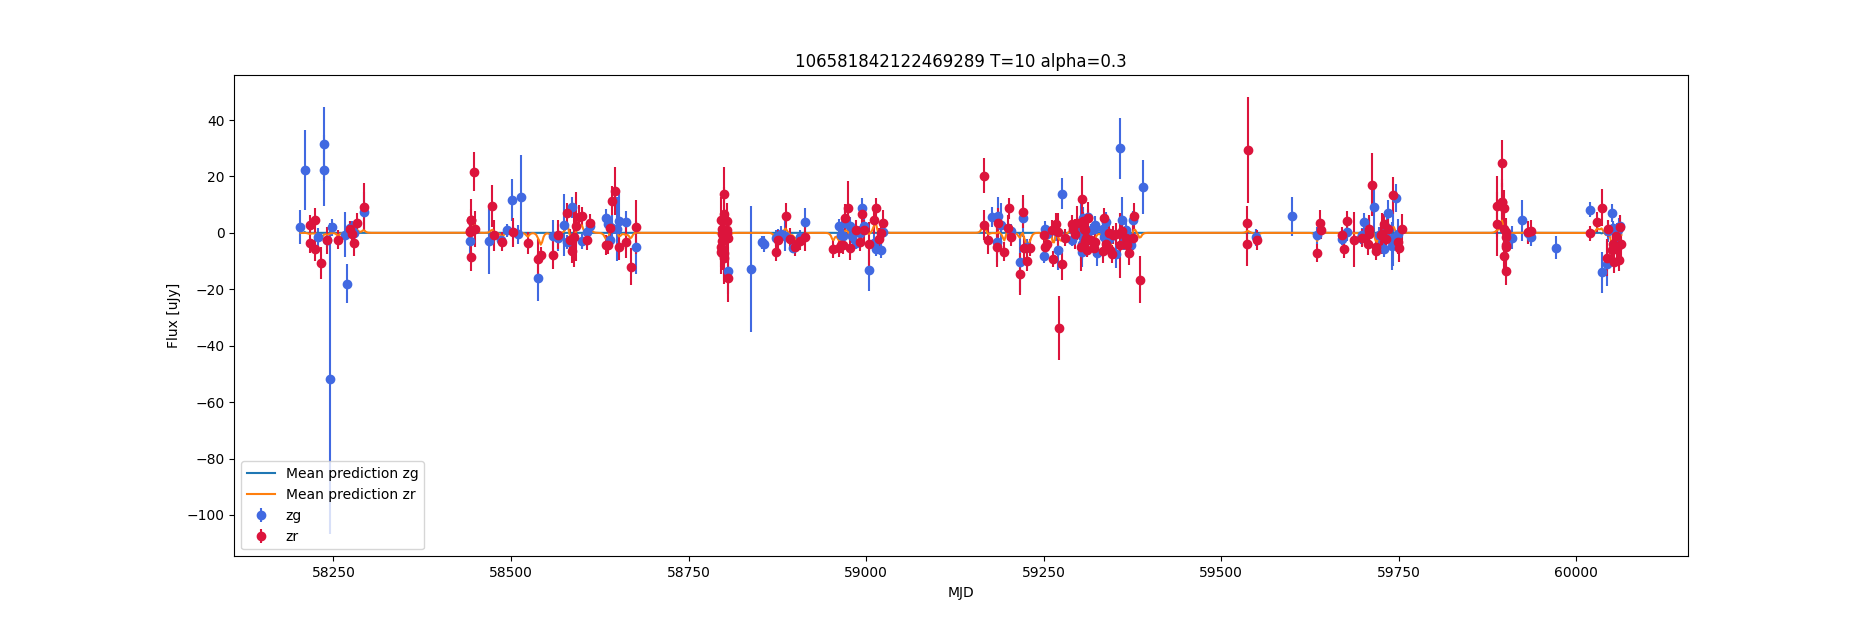 106581842122469289 T=10 alpha=0.3
Flux [uJy]
40
20
0
−20
−40
−60
−80
−100
Mean prediction zg
Mean prediction zr
zg
zr
58250 58500 58750 59000 59250 59500 59750 60000
MJD